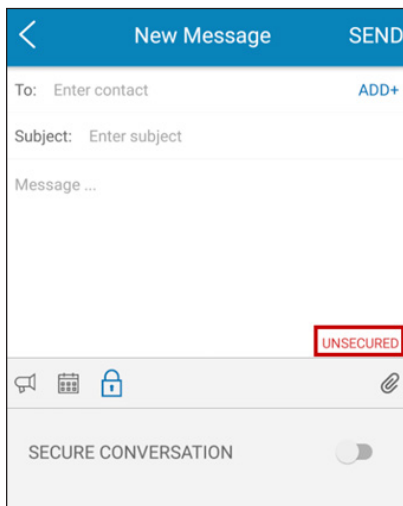 New Message SEND
To: Enter contact ADD+
Subject: Enter subject
Message ...
UNSECURED
SECURE CONVERSATION